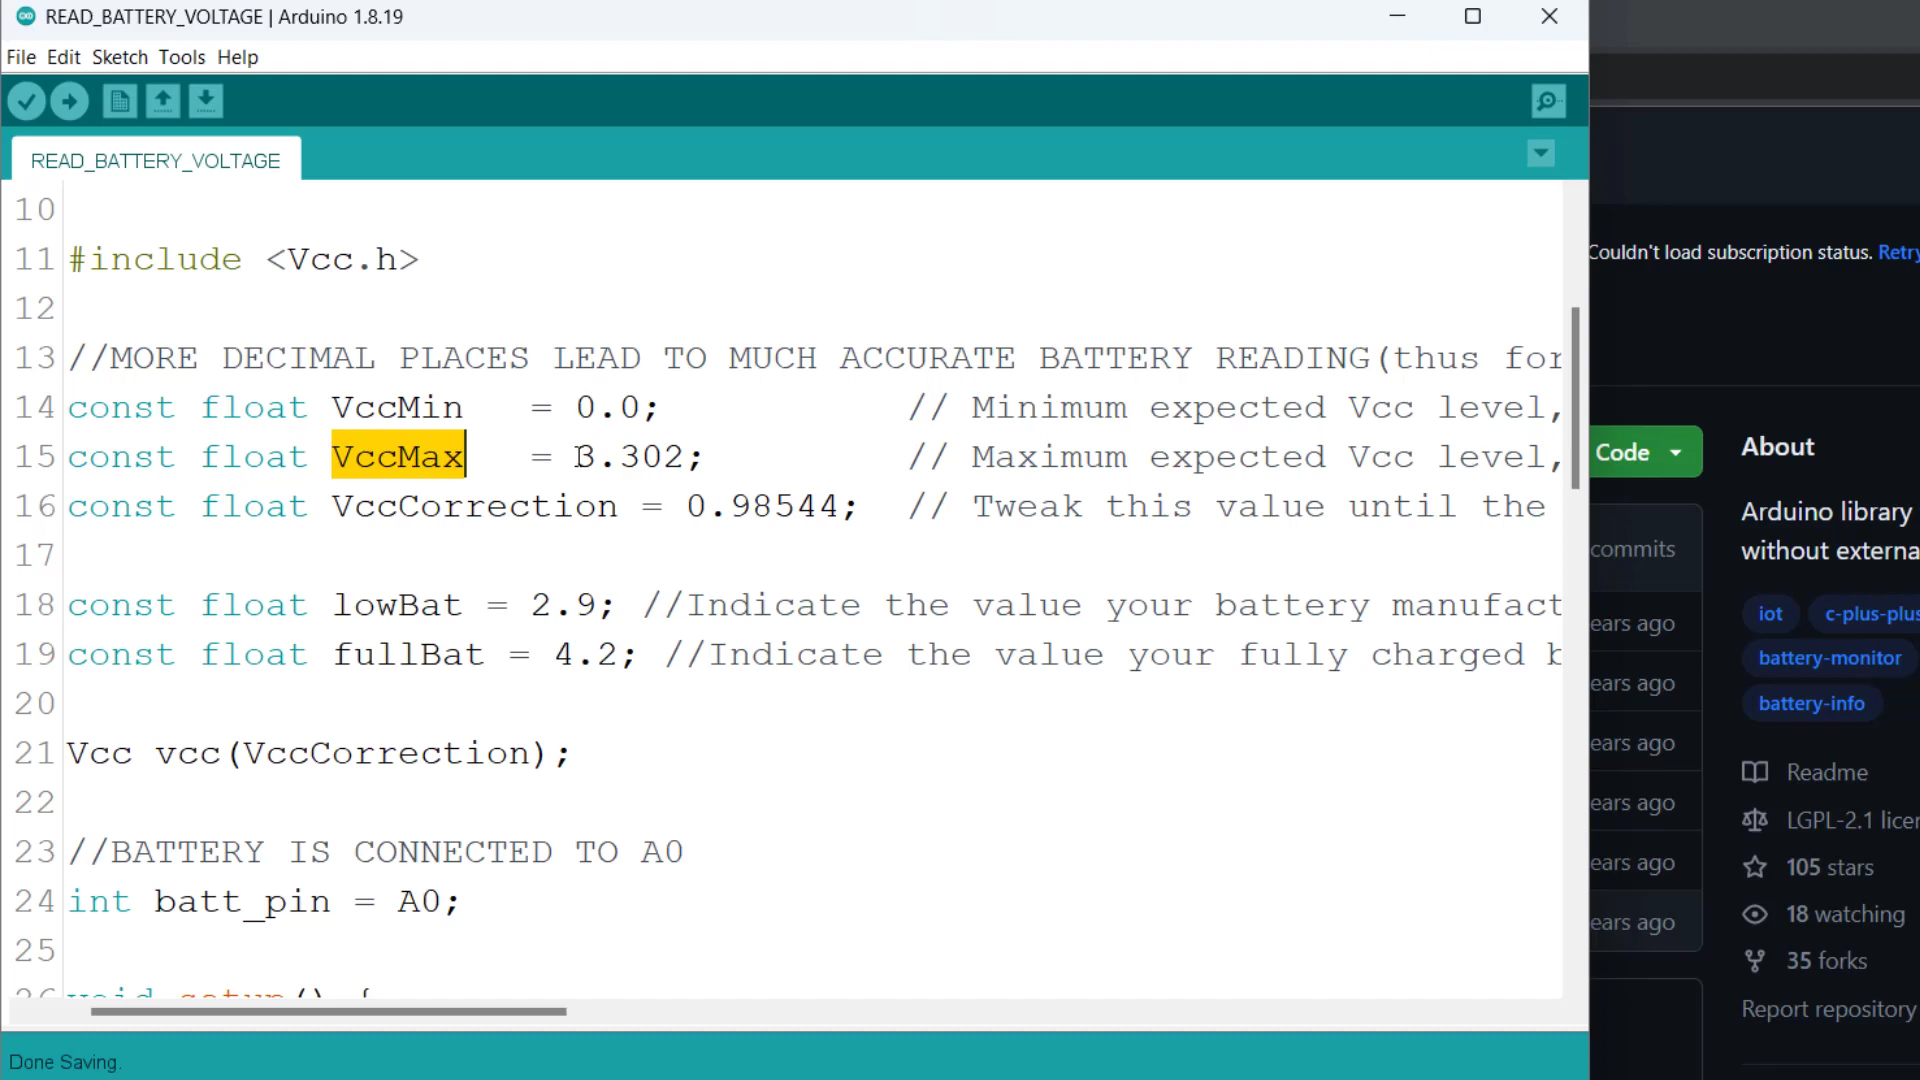 READ_BATTERY_VOLTAGE | Arduino 1.8.19
File Edit Sketch Tools Help
READ_BATTERY_VOLTAGE
10
11 #include <Vcc.h>
12
13 //MORE DECIMAL PLACES LEAD TO MUCH ACCURATE BATTERY READING(thus for
14 const float VccMin = 0.0; // Minimum expected Vcc level,
15 const float VccMax = 3.302; // Maximum expected Vcc level,
16 const float VccCorrection = 0.98544; // Tweak this value until the
17
18 const float lowBat = 2.9; //Indicate the value your battery manufact
19 const float fullBat = 4.2; //Indicate the value your fully charged b
20
21 Vcc vcc(VccCorrection);
22
23 //BATTERY IS CONNECTED TO A0
24 int batt_pin = A0;
25
26 void setup() {
Done Saving.
Couldn't load subscription status. Retry
Code
About
Arduino library
without externa
commits
iot c-plus-plus
ears ago
battery-monitor
ears ago
battery-info
ears ago
Readme
ears ago
LGPL-2.1 licen
ears ago
105 stars
18 watching
ears ago
35 forks
Report repository